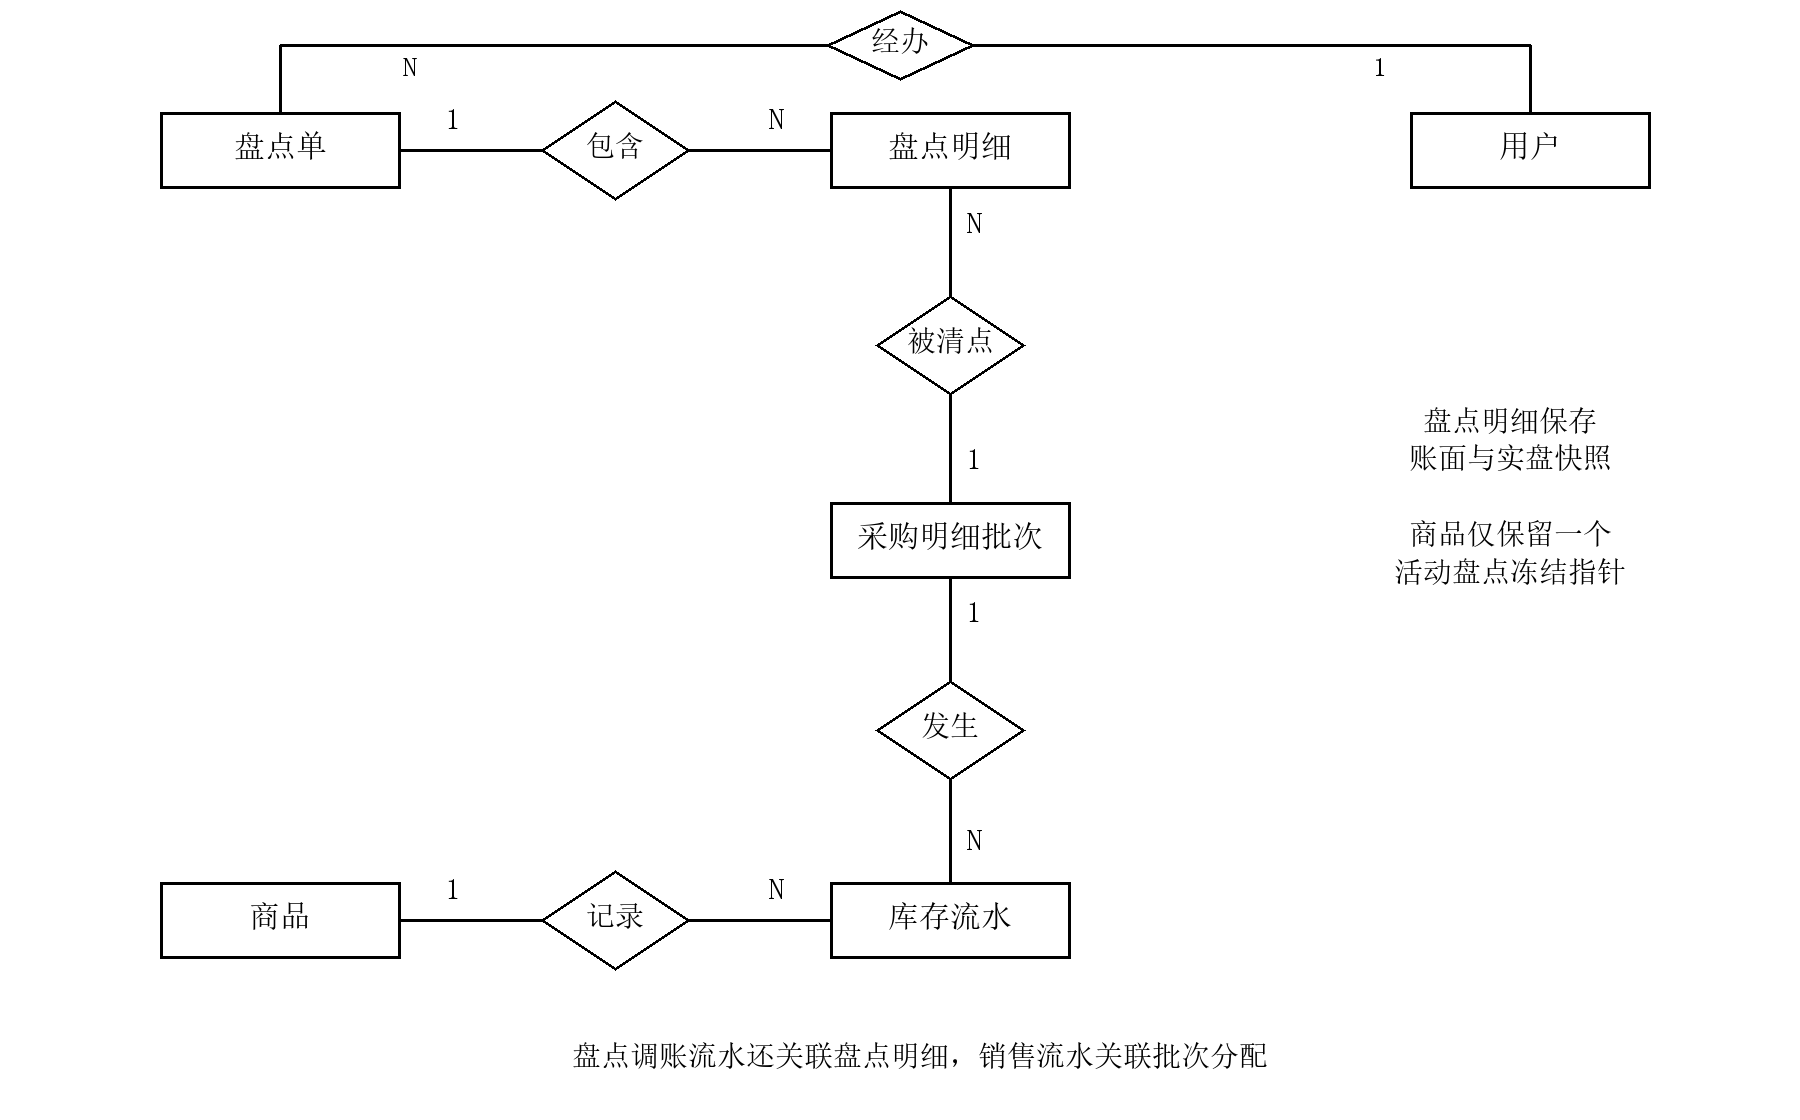 经办
N
1
盘点单
1
包含
N
盘点明细
用户
N
被清点
盘点明细保存
账面与实盘快照
1
采购明细批次
商品仅保留一个
活动盘点冻结指针
1
发生
N
商品
1
记录
N
库存流水
盘点调账流水还关联盘点明细，销售流水关联批次分配